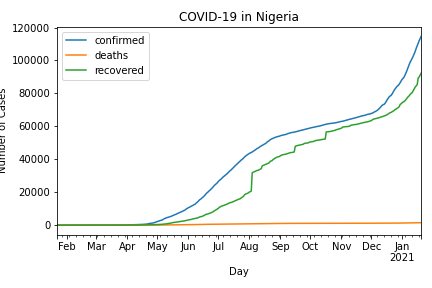 COVID-19 in Nigeria
120000
100000
80000
60000
40000
20000
0
confirmed
deaths
recovered
Number of Cases
Feb Mar Apr May Jun Jul Aug Sep Oct Nov Dec Jan
2021
Day